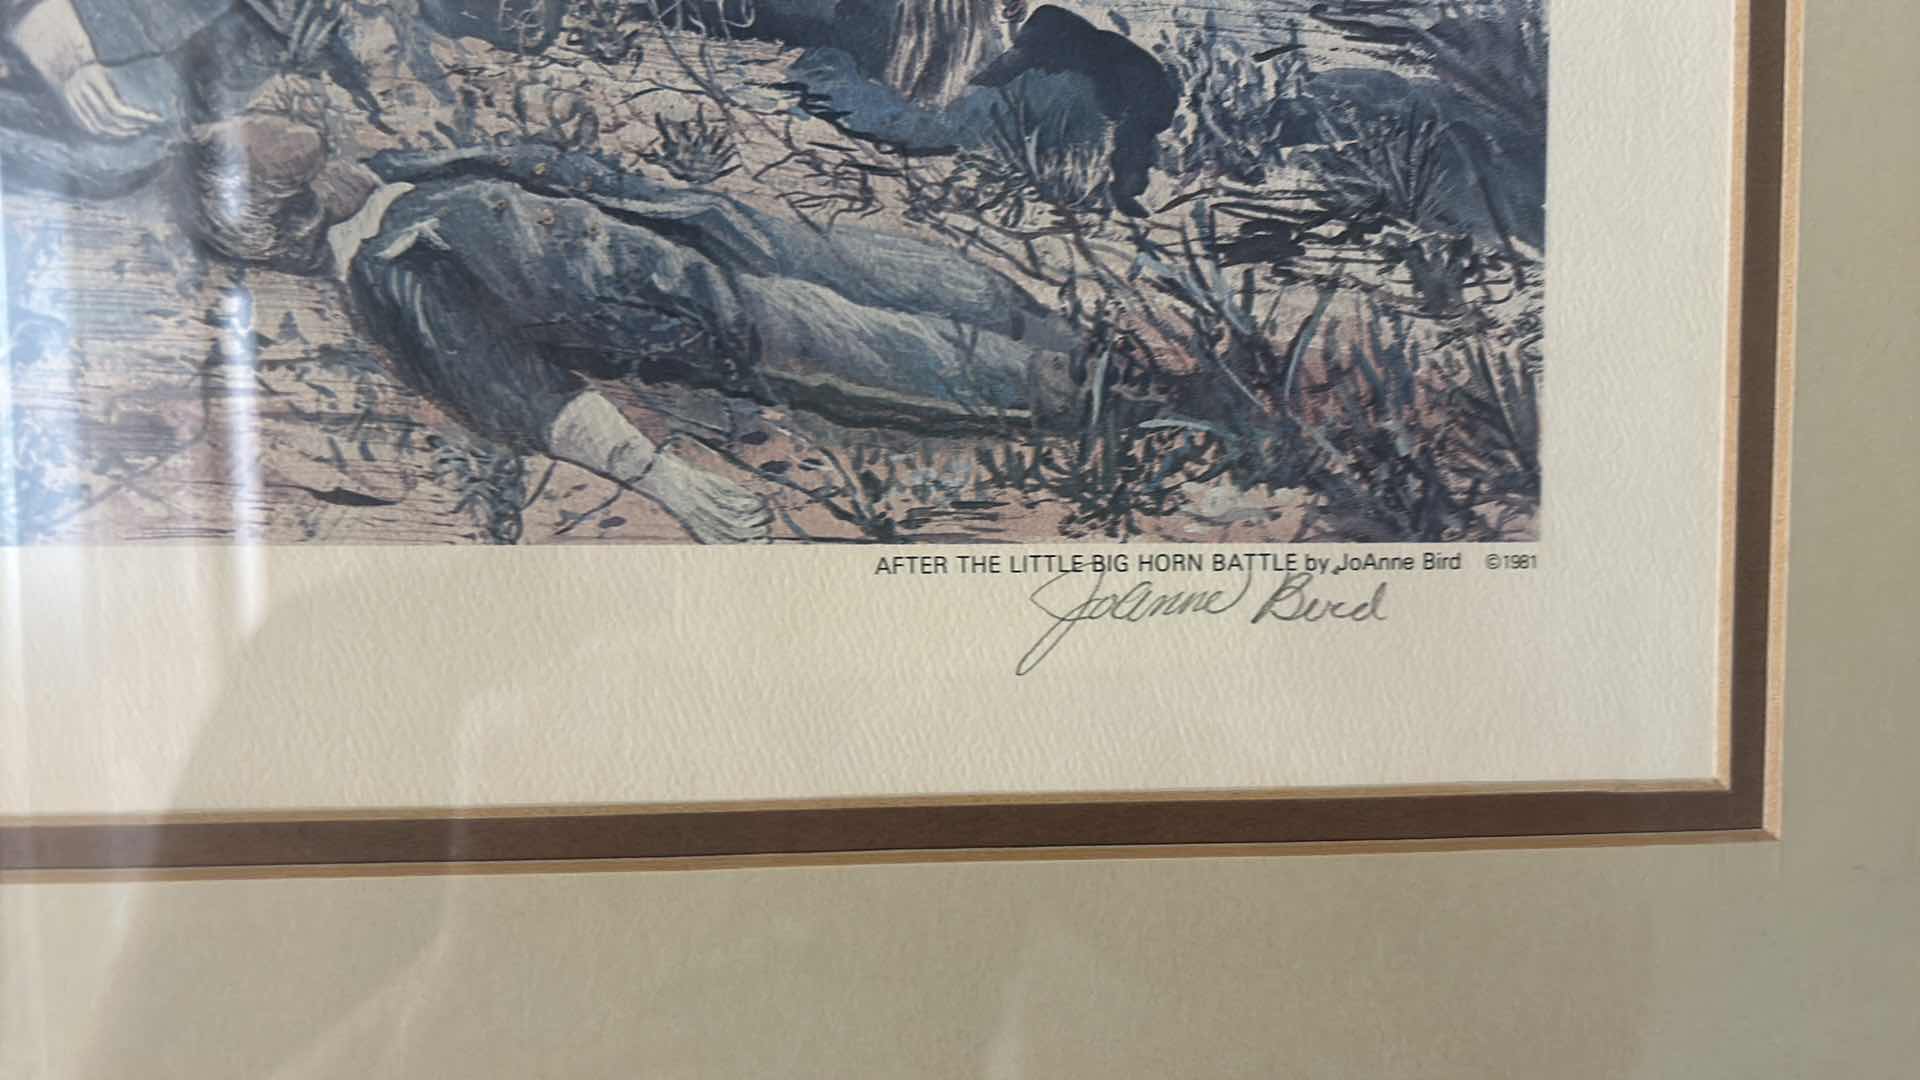 AFTER THE LITTLE BIG HORN BATTLE by JoAnne Bird ©1981
JoAnne Bird